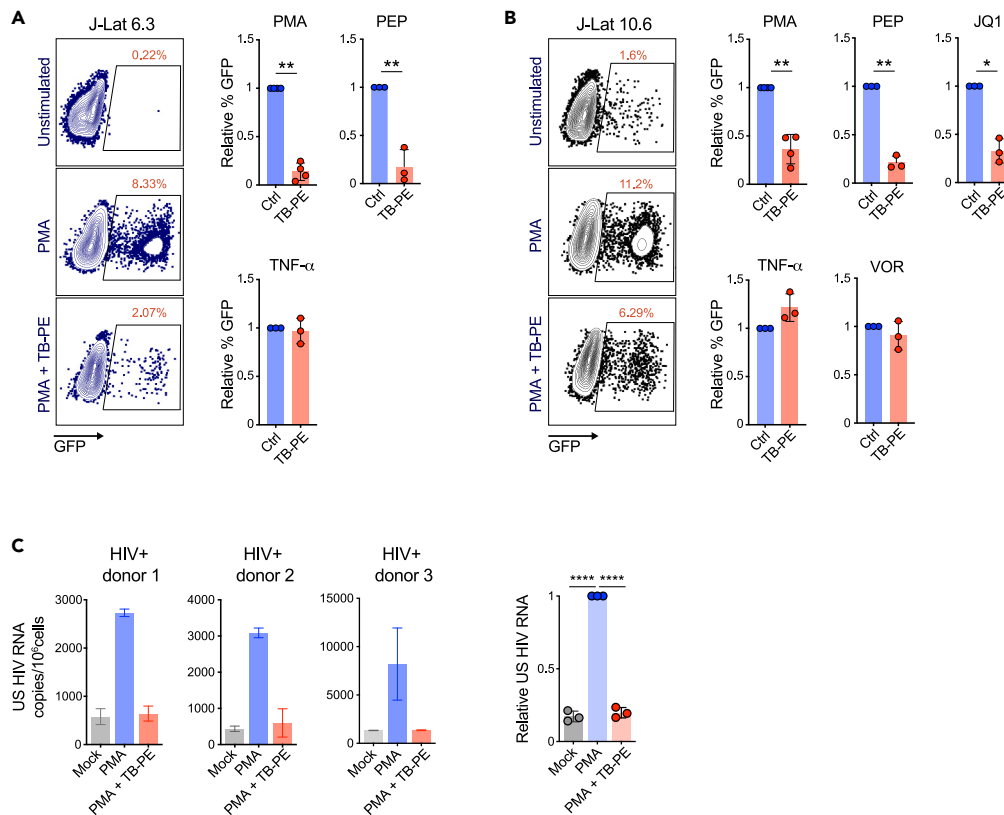 A
J-Lat 6.3
Unstimulated
0.22%
PMA
8.33%
PMA + TB-PE
2.07%
GFP
PMA
Relative % GFP
1.5
1
0.5
0
**
Ctrl
TB-PE
PEP
1.5
1
0.5
0
**
Ctrl
TB-PE
TNF-α
Relative % GFP
1.5
1
0.5
0
Ctrl
TB-PE
B
J-Lat 10.6
Unstimulated
1.6%
PMA
11.2%
PMA + TB-PE
6.29%
GFP
PMA
Relative % GFP
1.5
1
0.5
0
**
Ctrl
TB-PE
PEP
1.5
1
0.5
0
**
Ctrl
TB-PE
JQ1
1.5
1
0.5
0
*
Ctrl
TB-PE
TNF-α
Relative % GFP
1.5
1
0.5
0
Ctrl
TB-PE
VOR
1.5
1
0.5
0
Ctrl
TB-PE
C
HIV+
donor 1
US HIV RNA
copies/10⁶cells
3000
2000
1000
0
Mock
PMA
PMA + TB-PE
HIV+
donor 2
4000
3000
2000
1000
0
Mock
PMA
PMA + TB-PE
HIV+
donor 3
15000
10000
5000
0
Mock
PMA
PMA + TB-PE
Relative US HIV RNA
1
0.5
0
**** ****
Mock
PMA
PMA + TB-PE